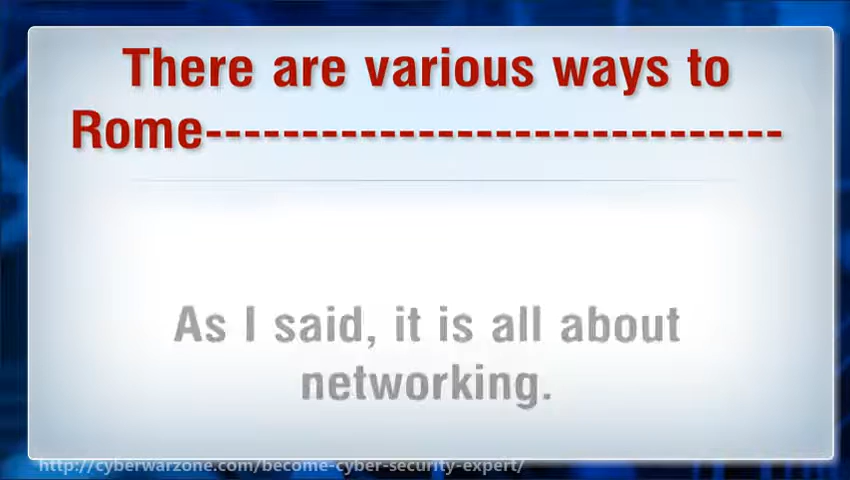 There are various ways to
Rome------------------------------
As I said, it is all about
networking.
http://cyberwarzone.com/become-cyber-security-expert/